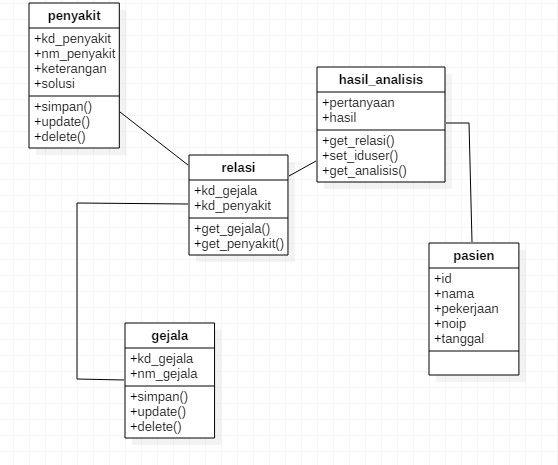 penyakit
+kd_penyakit
+nm_penyakit
+keterangan
+solusi
+simpan()
+update()
+delete()
hasil_analisis
+pertanyaan
+hasil
+get_relasi()
+set_iduser()
+get_analisis()
relasi
+kd_gejala
+kd_penyakit
+get_gejala()
+get_penyakit()
pasien
+id
+nama
+pekerjaan
+noip
+tanggal
gejala
+kd_gejala
+nm_gejala
+simpan()
+update()
+delete()